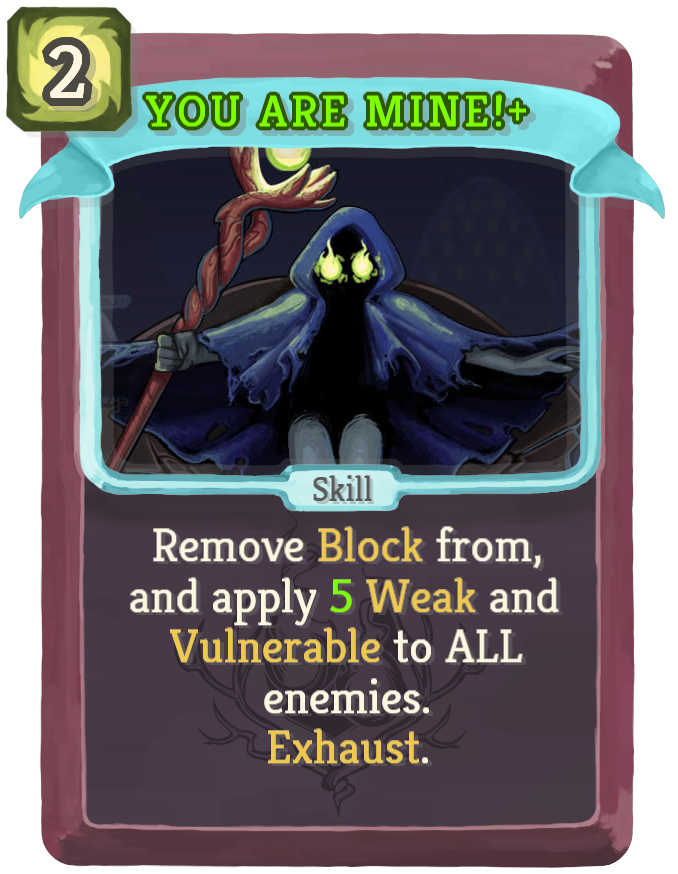 2
YOU ARE MINE!+
Skill
Remove Block from,
and apply 5 Weak and
Vulnerable to ALL
enemies.
Exhaust.